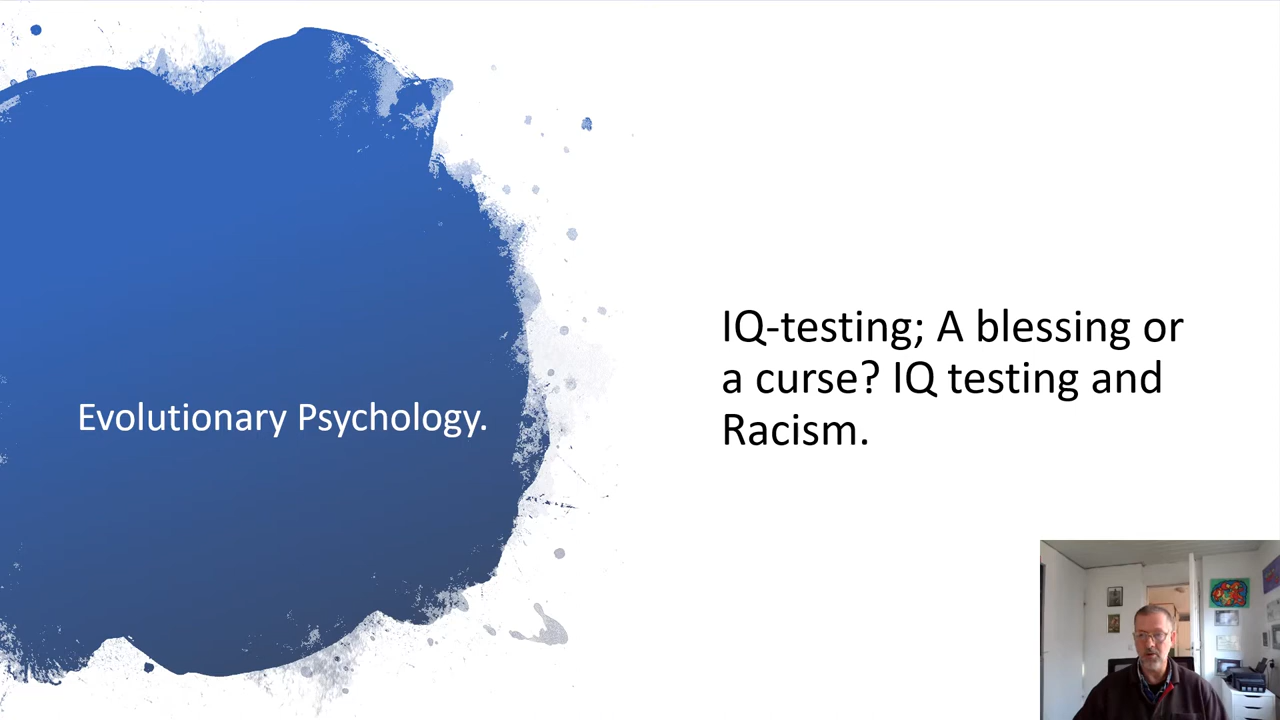 Evolutionary Psychology.
IQ-testing; A blessing or
a curse? IQ testing and
Racism.